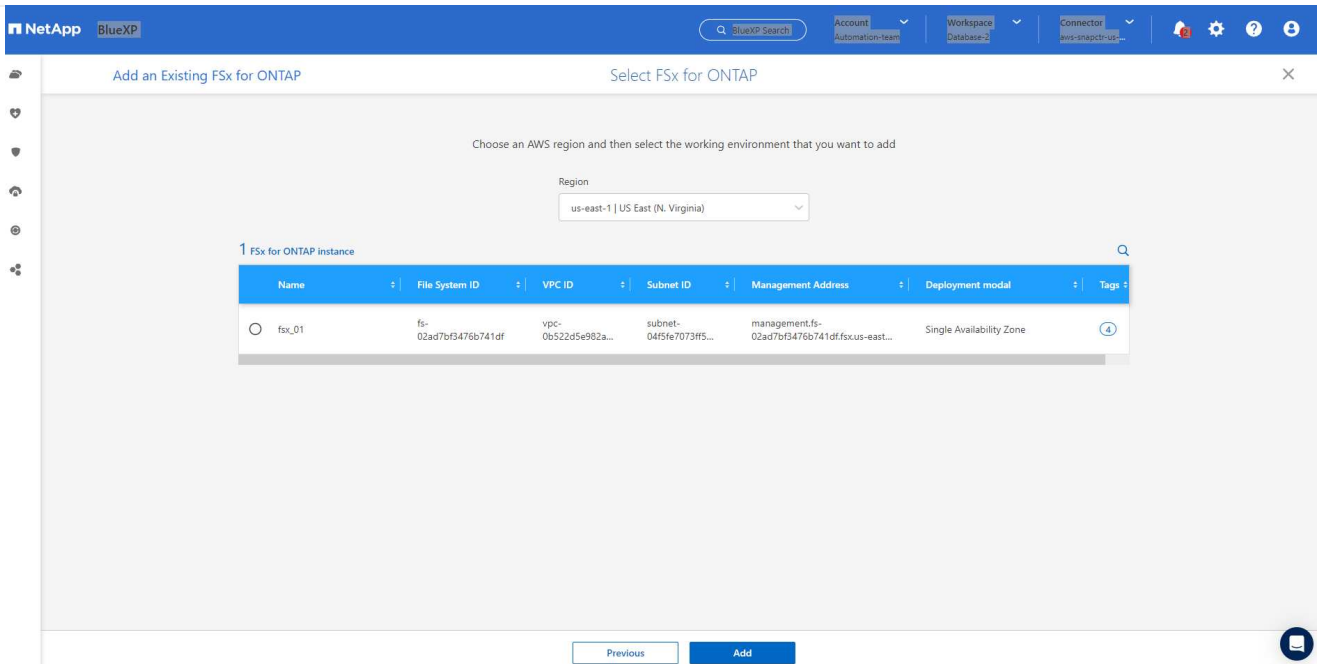 NetApp BlueXP
BlueXP Search
Account
Automation-team
Workspace
Database-2
Connector
aws-snapctr-us-...
2
Add an Existing FSx for ONTAP
Select FSx for ONTAP
Choose an AWS region and then select the working environment that you want to add
Region
us-east-1 | US East (N. Virginia)
1 FSx for ONTAP instance
Name File System ID VPC ID Subnet ID Management Address Deployment modal Tags
fsx_01 fs-02ad7bf3476b741df vpc-0b522d5e982a... subnet-04f5fe7073ff5... management.fs-02ad7bf3476b741df.fsx.us-east... Single Availability Zone 4
Previous Add